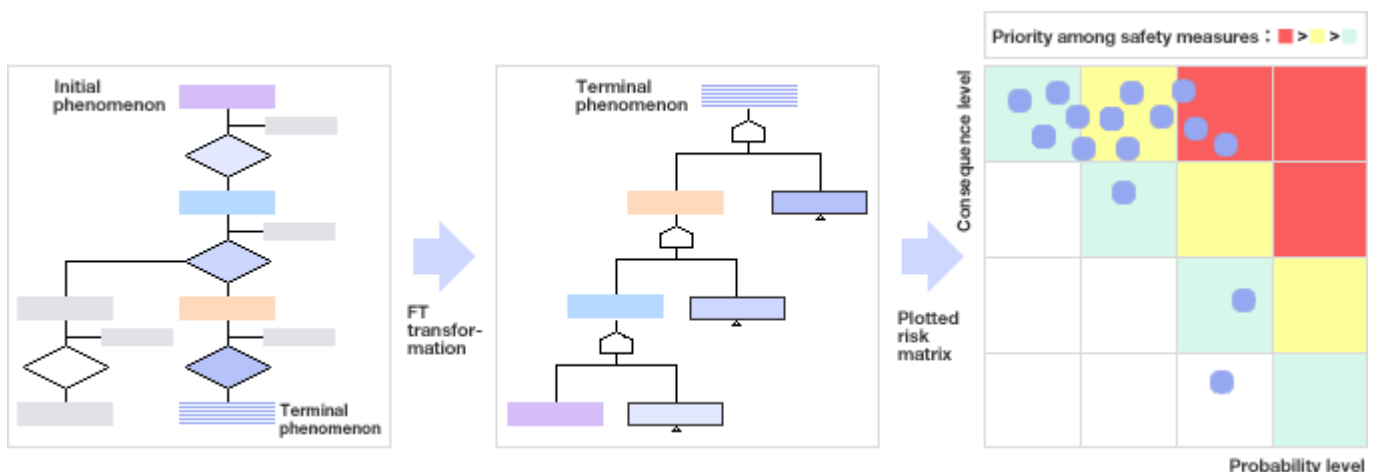 Priority among safety measures : > >
Initial
phenomenon
Terminal
phenomenon
FT
transfor-
mation
Terminal
phenomenon
Plotted
risk
matrix
Consequence level
Probability level